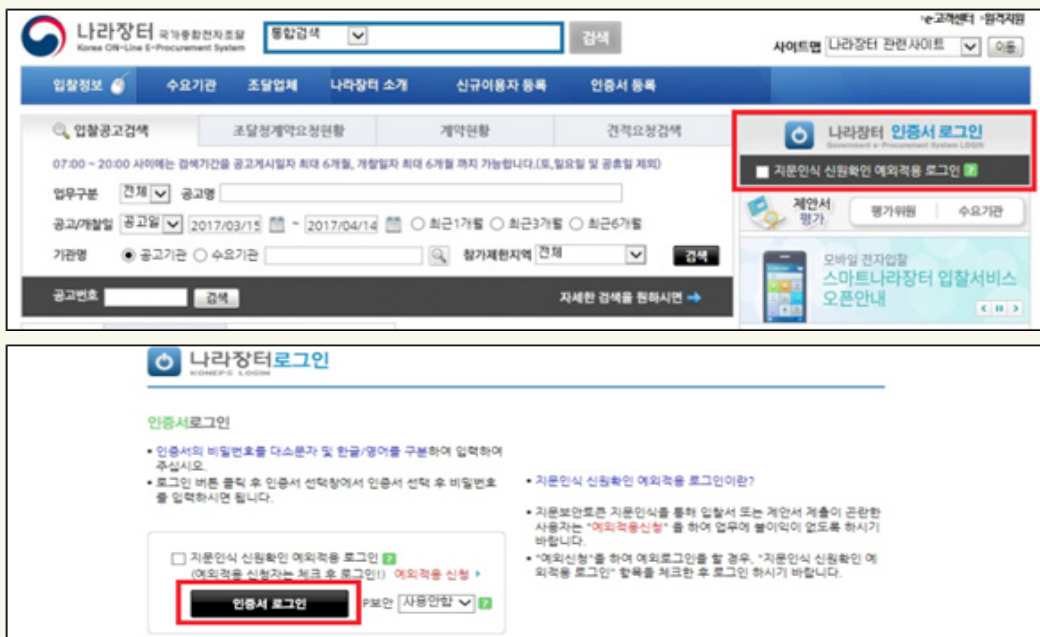 나라장터 국가종합전자조달
Korea ON-Line E-Procurement System
통합검색
검색
e-고객센터 원격지원
사이트맵 나라장터 관련사이트 이동
입찰정보 수요기관 조달업체 나라장터 소개 신규이용자 등록 인증서 등록
입찰공고검색 조달청계약요청현황 계약현황 견적요청검색
나라장터 인증서 로그인
Government e-Procurement System LOGIN
지문인식 신원확인 예외적용 로그인 ?
07:00 ~ 20:00 사이에는 검색기간을 공고게시일자 최대 6개월, 개찰일자 최대 6개월 까지 가능합니다.(토,일요일 및 공휴일 제외)
업무구분 전체 공고명
공고/개찰일 공고일 2017/03/15 ~ 2017/04/14 최근1개월 최근3개월 최근6개월
기관명 공고기관 수요기관 참가제한지역 전체 검색
공고번호 검색 자세한 검색을 원하시면
제안서
평가
평가위원 수요기관
모바일 전자입찰
스마트나라장터 입찰서비스
오픈안내
나라장터로그인
KONEPS LOGIN
인증서로그인
• 인증서의 비밀번호를 대소문자 및 한글/영어를 구분하여 입력하여
주십시오.
• 로그인 버튼 클릭 후 인증서 선택창에서 인증서 선택 후 비밀번호
를 입력하시면 됩니다.
지문인식 신원확인 예외적용 로그인 ?
(예외적용 신청자는 체크 후 로그인!) 예외적용 신청
인증서 로그인
P보안 사용안함 ?
• 지문인식 신원확인 예외적용 로그인이란?
• 지문보안토큰 지문인식을 통해 입찰서 또는 제안서 제출이 곤란한
사용자는 "예외적용신청" 을 하여 업무에 불이익이 없도록 하시기
바랍니다.
• "예외신청"을 하여 예외로그인을 할 경우, "지문인식 신원확인 예
외적용 로그인" 항목을 체크한 후 로그인 하시기 바랍니다.